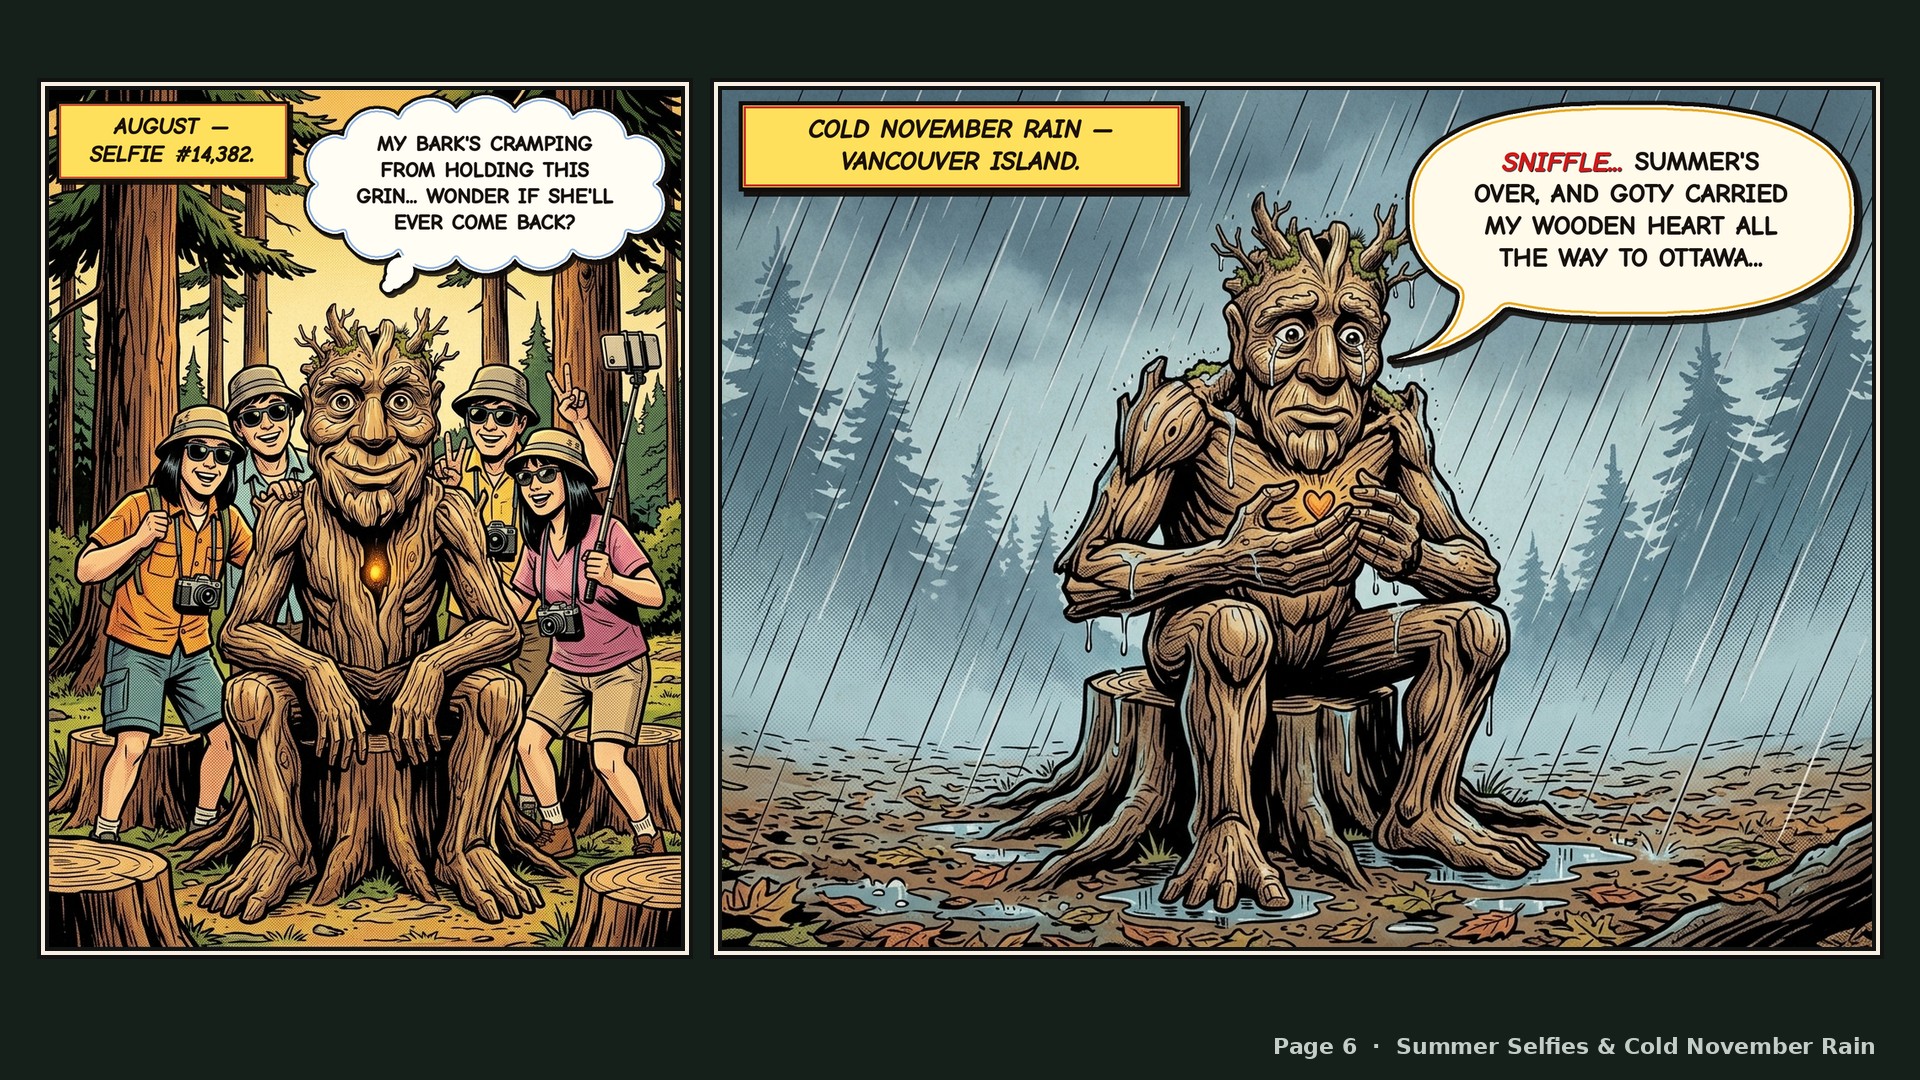 AUGUST —
SELFIE #14,382.
MY BARK'S CRAMPING
FROM HOLDING THIS
GRIN... WONDER IF SHE'LL
EVER COME BACK?
COLD NOVEMBER RAIN —
VANCOUVER ISLAND.
SNIFFLE... SUMMER'S
OVER, AND GOTY CARRIED
MY WOODEN HEART ALL
THE WAY TO OTTAWA...
Page 6 · Summer Selfies & Cold November Rain